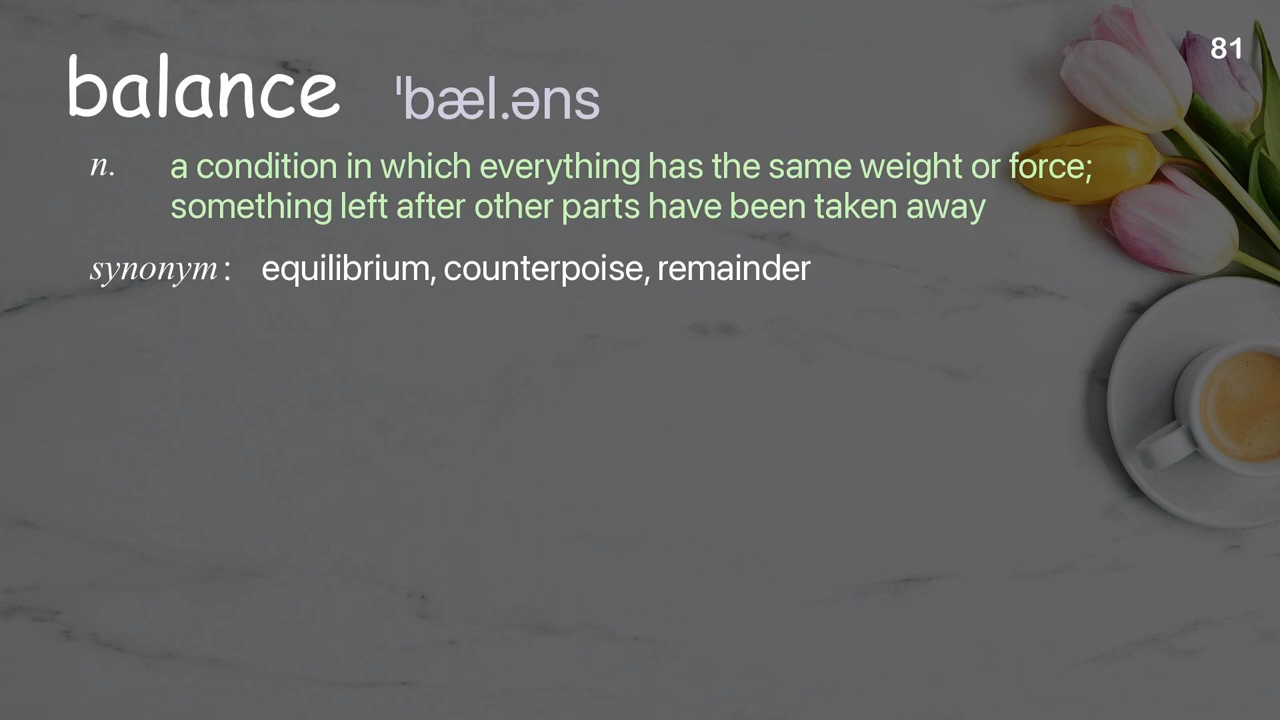 81
balance ˈbæl.əns
n. a condition in which everything has the same weight or force;
something left after other parts have been taken away
synonym: equilibrium, counterpoise, remainder